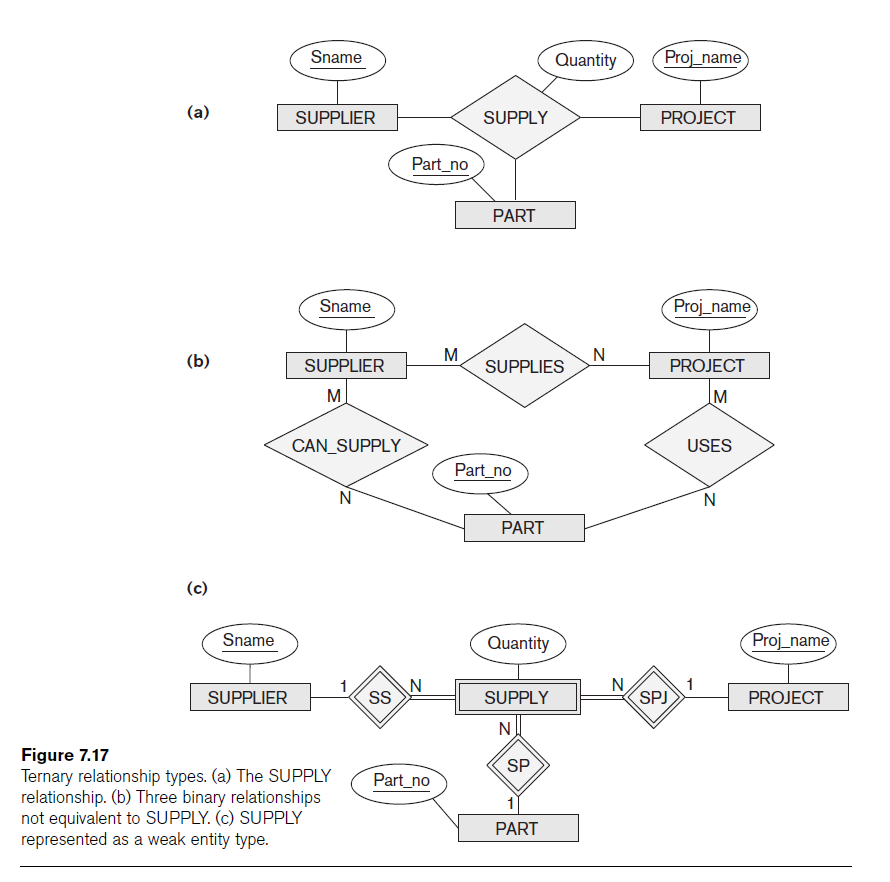 Sname
Quantity
Proj_name
(a)
SUPPLIER
SUPPLY
PROJECT
Part_no
PART
Sname
Proj_name
(b)
SUPPLIER
M
SUPPLIES
N
PROJECT
M
M
CAN_SUPPLY
USES
Part_no
N
N
PART
(c)
Sname
Quantity
Proj_name
1
N
N
1
SUPPLIER
SS
SUPPLY
SPJ
PROJECT
N
SP
Part_no
1
PART
Figure 7.17
Ternary relationship types. (a) The SUPPLY
relationship. (b) Three binary relationships
not equivalent to SUPPLY. (c) SUPPLY
represented as a weak entity type.